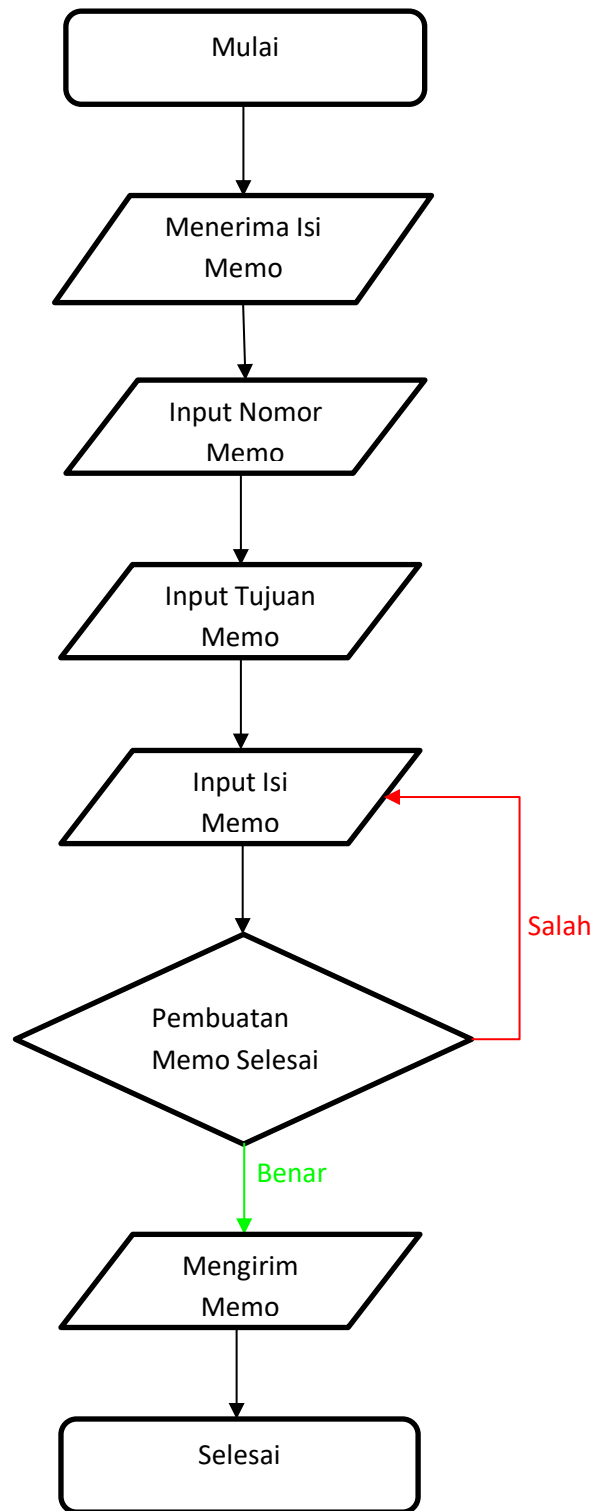 Mulai
Menerima Isi
Memo
Input Nomor
Memo
Input Tujuan
Memo
Input Isi
Memo
Salah
Pembuatan
Memo Selesai
Benar
Mengirim
Memo
Selesai